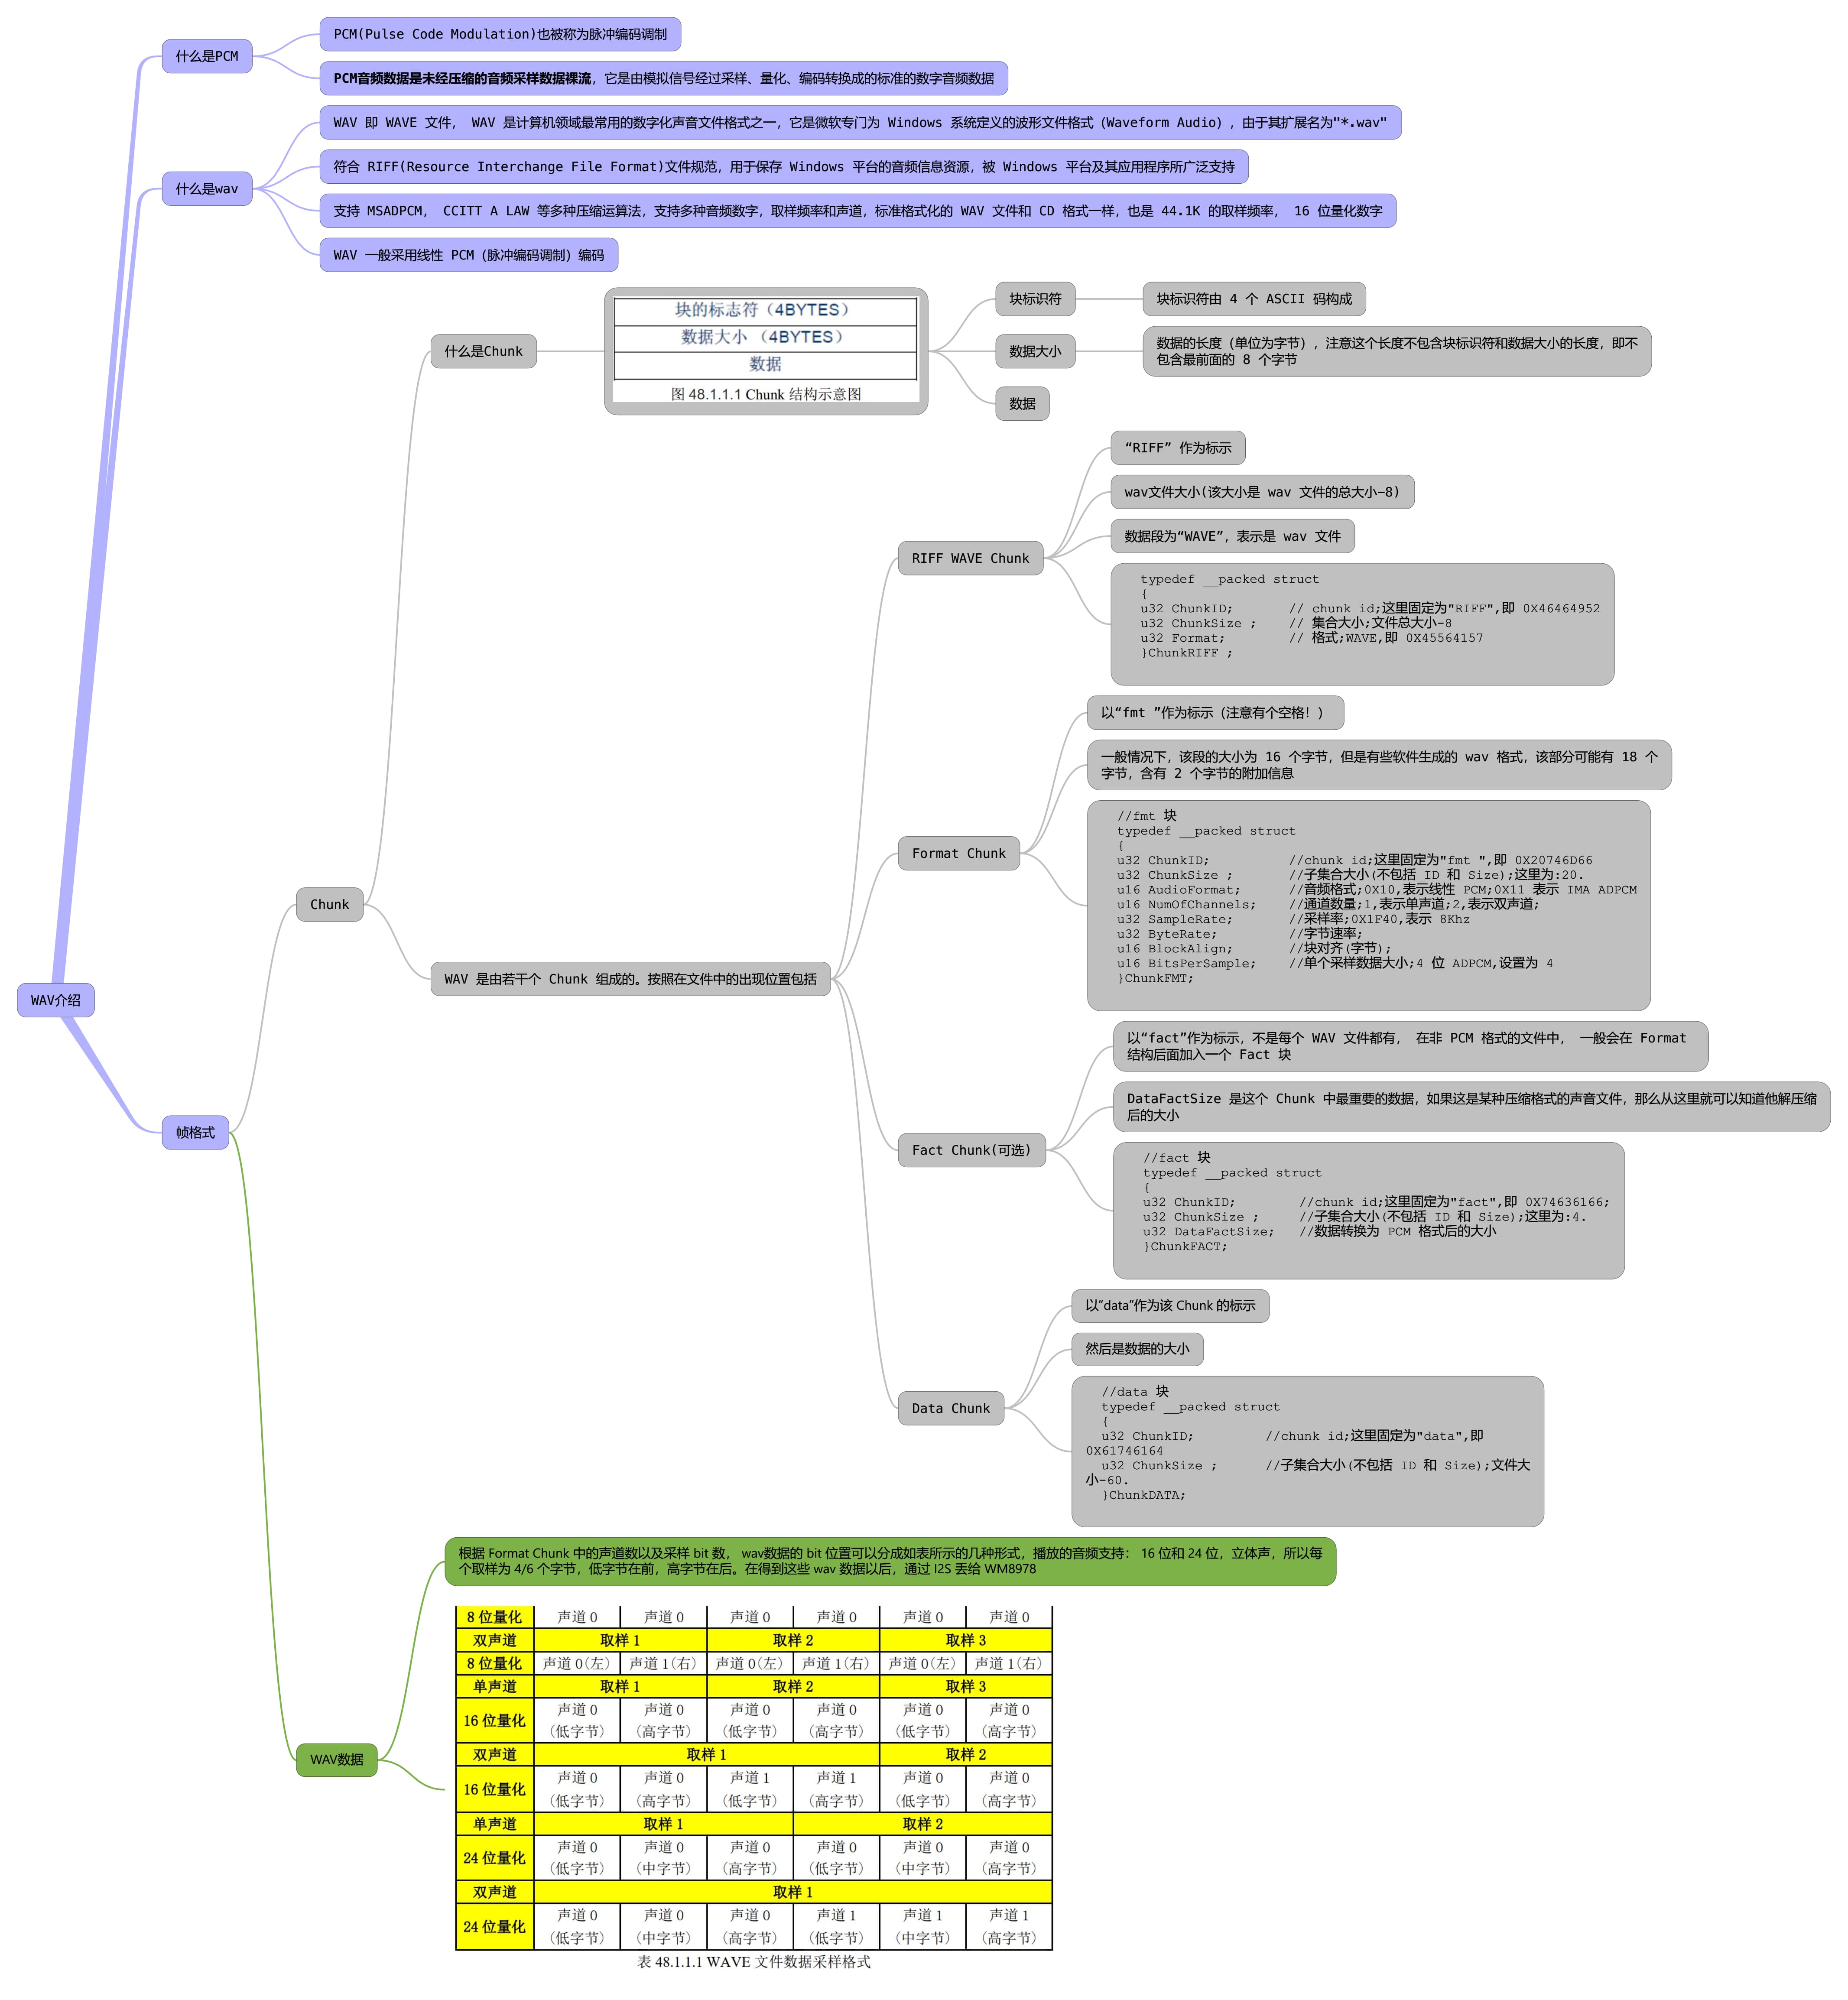 WAV介绍
什么是PCM
PCM(Pulse Code Modulation)也被称为脉冲编码调制
PCM音频数据是未经压缩的音频采样数据裸流，它是由模拟信号经过采样、量化、编码转换成的标准的数字音频数据
什么是wav
WAV 即 WAVE 文件， WAV 是计算机领域最常用的数字化声音文件格式之一，它是微软专门为 Windows 系统定义的波形文件格式（Waveform Audio），由于其扩展名为"*.wav"
符合 RIFF(Resource Interchange File Format)文件规范，用于保存 Windows 平台的音频信息资源，被 Windows 平台及其应用程序所广泛支持
支持 MSADPCM， CCITT A LAW 等多种压缩运算法，支持多种音频数字，取样频率和声道，标准格式化的 WAV 文件和 CD 格式一样，也是 44.1K 的取样频率， 16 位量化数字
WAV 一般采用线性 PCM（脉冲编码调制）编码
帧格式
Chunk
什么是Chunk
块的标志符（4BYTES）
数据大小 （4BYTES）
数据
图 48.1.1.1 Chunk 结构示意图
块标识符
块标识符由 4 个 ASCII 码构成
数据大小
数据的长度（单位为字节），注意这个长度不包含块标识符和数据大小的长度，即不
包含最前面的 8 个字节
数据
WAV 是由若干个 Chunk 组成的。按照在文件中的出现位置包括
RIFF WAVE Chunk
“RIFF” 作为标示
wav文件大小(该大小是 wav 文件的总大小-8)
数据段为“WAVE”，表示是 wav 文件
typedef __packed struct
{
u32 ChunkID; // chunk id;这里固定为"RIFF",即 0X46464952
u32 ChunkSize ; // 集合大小;文件总大小-8
u32 Format; // 格式;WAVE,即 0X45564157
}ChunkRIFF ;
Format Chunk
以“fmt ”作为标示（注意有个空格！）
一般情况下，该段的大小为 16 个字节，但是有些软件生成的 wav 格式，该部分可能有 18 个
字节，含有 2 个字节的附加信息
//fmt 块
typedef __packed struct
{
u32 ChunkID; //chunk id;这里固定为"fmt ",即 0X20746D66
u32 ChunkSize ; //子集合大小(不包括 ID 和 Size);这里为:20.
u16 AudioFormat; //音频格式;0X10,表示线性 PCM;0X11 表示 IMA ADPCM
u16 NumOfChannels; //通道数量;1,表示单声道;2,表示双声道;
u32 SampleRate; //采样率;0X1F40,表示 8Khz
u32 ByteRate; //字节速率;
u16 BlockAlign; //块对齐(字节);
u16 BitsPerSample; //单个采样数据大小;4 位 ADPCM,设置为 4
}ChunkFMT;
Fact Chunk(可选)
以“fact”作为标示，不是每个 WAV 文件都有， 在非 PCM 格式的文件中， 一般会在 Format
结构后面加入一个 Fact 块
DataFactSize 是这个 Chunk 中最重要的数据，如果这是某种压缩格式的声音文件，那么从这里就可以知道他解压缩
后的大小
//fact 块
typedef __packed struct
{
u32 ChunkID; //chunk id;这里固定为"fact",即 0X74636166;
u32 ChunkSize ; //子集合大小(不包括 ID 和 Size);这里为:4.
u32 DataFactSize; //数据转换为 PCM 格式后的大小
}ChunkFACT;
Data Chunk
以“data”作为该 Chunk 的标示
然后是数据的大小
//data 块
typedef __packed struct
{
u32 ChunkID; //chunk id;这里固定为"data",即
0X61746164
u32 ChunkSize ; //子集合大小(不包括 ID 和 Size);文件大
小-60.
}ChunkDATA;
WAV数据
根据 Format Chunk 中的声道数以及采样 bit 数， wav数据的 bit 位置可以分成如表所示的几种形式，播放的音频支持： 16 位和 24 位，立体声，所以每
个取样为 4/6 个字节，低字节在前，高字节在后。在得到这些 wav 数据以后，通过 I2S 丢给 WM8978
8 位量化 声道 0 声道 0 声道 0 声道 0 声道 0 声道 0
双声道 取样 1 取样 2 取样 3
8 位量化 声道 0（左） 声道 1（右） 声道 0（左） 声道 1（右） 声道 0（左） 声道 1（右）
单声道 取样 1 取样 2 取样 3
16 位量化 声道 0 声道 0 声道 0 声道 0 声道 0 声道 0
（低字节） （高字节） （低字节） （高字节） （低字节） （高字节）
双声道 取样 1 取样 2
16 位量化 声道 0 声道 0 声道 1 声道 1 声道 0 声道 0
（低字节） （高字节） （低字节） （高字节） （低字节） （高字节）
单声道 取样 1 取样 2
24 位量化 声道 0 声道 0 声道 0 声道 0 声道 0 声道 0
（低字节） （中字节） （高字节） （低字节） （中字节） （高字节）
双声道 取样 1
24 位量化 声道 0 声道 0 声道 0 声道 1 声道 1 声道 1
（低字节） （中字节） （高字节） （低字节） （中字节） （高字节）
表 48.1.1.1 WAVE 文件数据采样格式